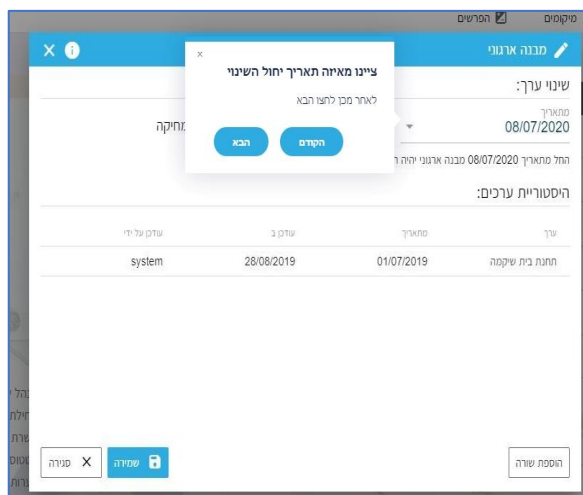 מיקומים הפרשים
מבנה ארגוני
שינוי ערך:
מתאריך
08/07/2020
מחיקה
החל מתאריך 08/07/2020 מבנה ארגוני יהיה
×
ציינו מאיזה תאריך יחול השינוי
לאחר מכן לחצו הבא
הקודם הבא
היסטוריית ערכים:
ערך מתאריך עודכן ב עודכן על ידי
תחנת בית שיקמה 01/07/2019 28/08/2019 system
הוספת שורה שמירה X סגירה